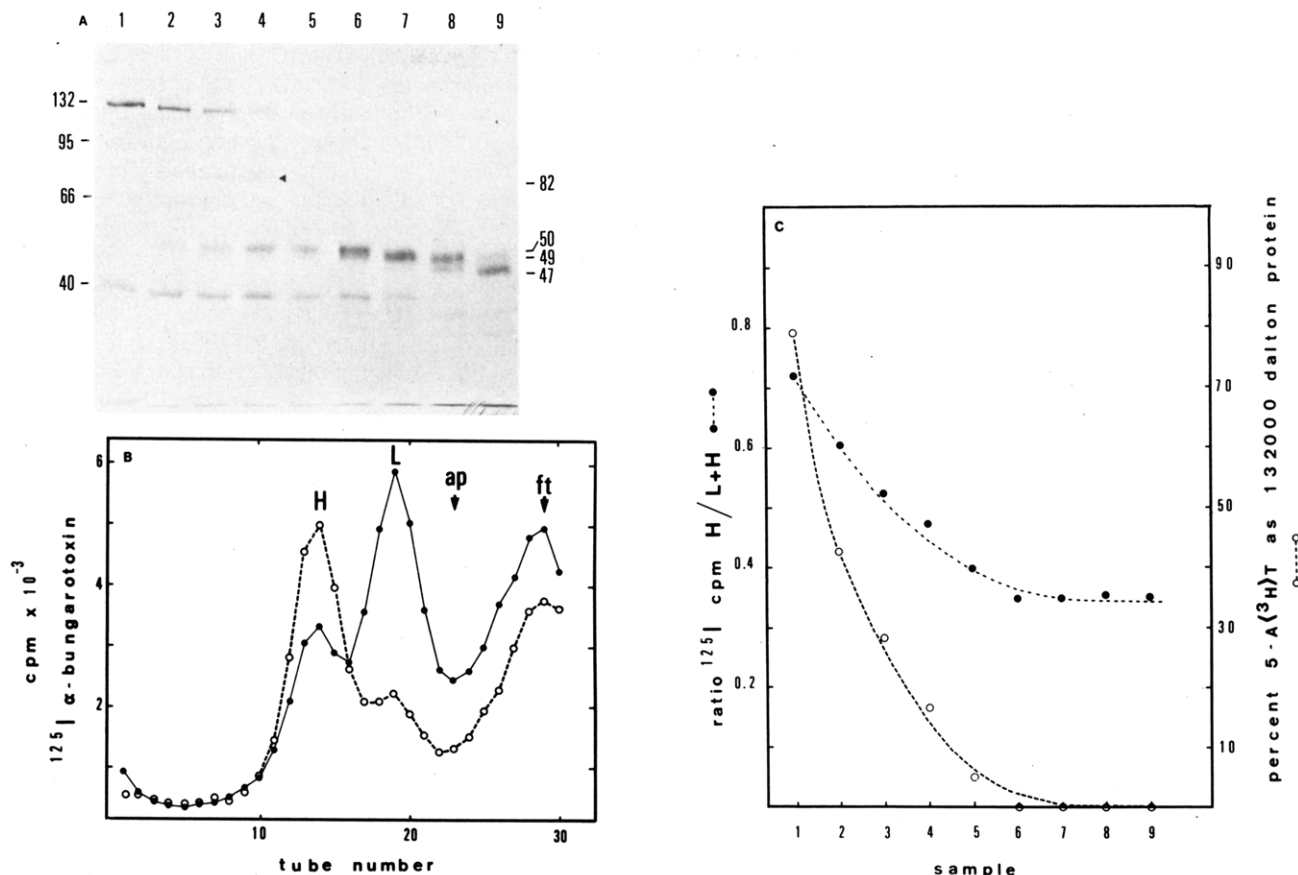 A 1 2 3 4 5 6 7 8 9
132
95
66
40
82
50
49
47
B
6
4
2
H
L
ap
ft
cpm x 10⁻³
¹²⁵I α-bungarotoxin
10 20 30
tube number
C
0.8
0.6
0.4
0.2
ratio ¹²⁵I cpm H/L+H
90
70
50
30
10
percent 5-A(³H)T as 132000 dalton protein
1 2 3 4 5 6 7 8 9
sample